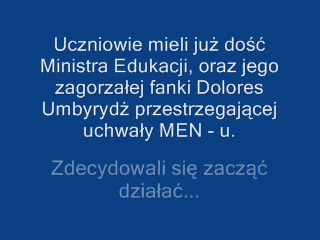 Uczniowie mieli już dość
Ministra Edukacji, oraz jego
zagorzałej fanki Dolores
Umbyrydż przestrzegającej
uchwały MEN - u.
Zdecydowali się zacząć
działać...